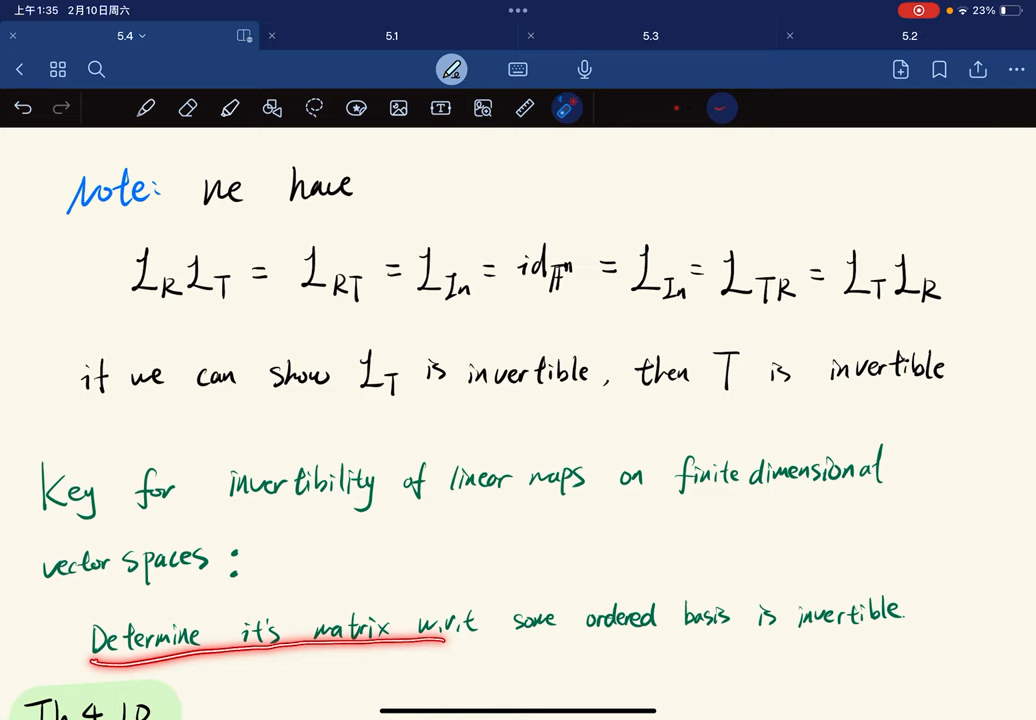 上午1:35 2月10日周六
23%
5.4
5.1
5.3
5.2
Note: we have
L_R L_T = L_RT = L_In = id_F^n = L_In = L_TR = L_T L_R
if we can show L_T is invertible, then T is invertible
Key for invertibility of linear maps on finite dimensional
vector spaces:
Determine it's matrix w.r.t some ordered basis is invertible.
Th 4.10